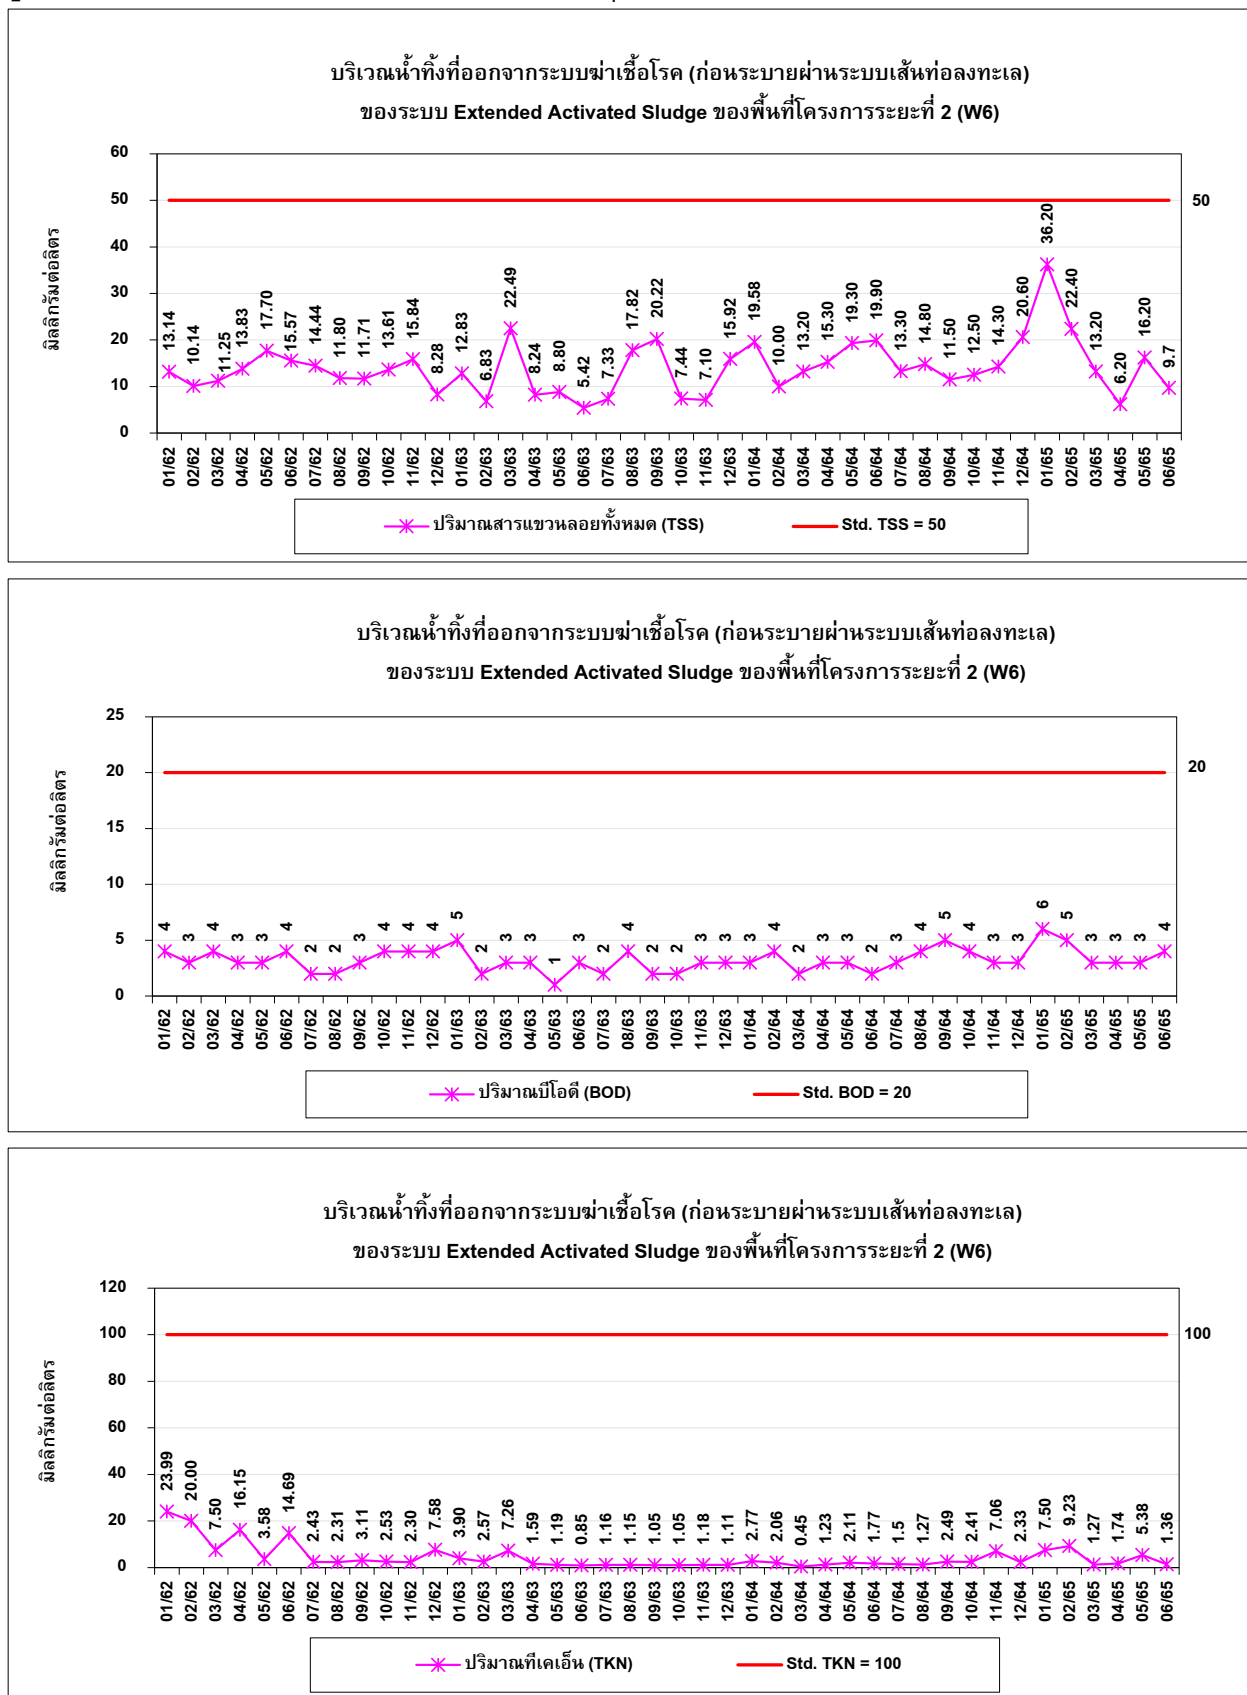 บริเวณน้ำทิ้งที่ออกจากระบบฆ่าเชื้อโรค (ก่อนระบายผ่านระบบเส้นท่อลงทะเล)
ของระบบ Extended Activated Sludge ของพื้นที่โครงการระยะที่ 2 (W6)
มิลลิกรัมต่อลิตร
60
50
40
30
20
10
0
50
13.14 10.14 11.25 13.83 17.70 15.57 14.44 11.80 11.71 13.61 15.84 8.28 12.83 6.83 22.49 8.24 8.80 5.42 7.33 17.82 20.22 7.44 7.10 15.92 19.58 10.00 13.20 15.30 19.30 19.90 13.30 14.80 11.50 12.50 14.30 20.60 36.20 22.40 13.20 6.20 16.20 9.7
01/62 02/62 03/62 04/62 05/62 06/62 07/62 08/62 09/62 10/62 11/62 12/62 01/63 02/63 03/63 04/63 05/63 06/63 07/63 08/63 09/63 10/63 11/63 12/63 01/64 02/64 03/64 04/64 05/64 06/64 07/64 08/64 09/64 10/64 11/64 12/64 01/65 02/65 03/65 04/65 05/65 06/65
ปริมาณสารแขวนลอยทั้งหมด (TSS) Std. TSS = 50
บริเวณน้ำทิ้งที่ออกจากระบบฆ่าเชื้อโรค (ก่อนระบายผ่านระบบเส้นท่อลงทะเล)
ของระบบ Extended Activated Sludge ของพื้นที่โครงการระยะที่ 2 (W6)
มิลลิกรัมต่อลิตร
25
20
15
10
5
0
20
4 3 4 3 3 4 2 2 3 4 4 4 5 2 3 3 1 3 2 4 2 2 3 3 3 4 2 3 3 2 3 4 5 4 3 3 6 5 3 3 3 4
01/62 02/62 03/62 04/62 05/62 06/62 07/62 08/62 09/62 10/62 11/62 12/62 01/63 02/63 03/63 04/63 05/63 06/63 07/63 08/63 09/63 10/63 11/63 12/63 01/64 02/64 03/64 04/64 05/64 06/64 07/64 08/64 09/64 10/64 11/64 12/64 01/65 02/65 03/65 04/65 05/65 06/65
ปริมาณบีโอดี (BOD) Std. BOD = 20
บริเวณน้ำทิ้งที่ออกจากระบบฆ่าเชื้อโรค (ก่อนระบายผ่านระบบเส้นท่อลงทะเล)
ของระบบ Extended Activated Sludge ของพื้นที่โครงการระยะที่ 2 (W6)
มิลลิกรัมต่อลิตร
120
100
80
60
40
20
0
100
23.99 20.00 7.50 16.15 3.58 14.69 2.43 2.31 3.11 2.53 2.30 7.58 3.90 2.57 7.26 1.59 1.19 0.85 1.16 1.15 1.05 1.05 1.18 1.11 2.77 2.06 0.45 1.23 2.11 1.77 1.5 1.27 2.49 2.41 7.06 2.33 7.50 9.23 1.27 1.74 5.38 1.36
01/62 02/62 03/62 04/62 05/62 06/62 07/62 08/62 09/62 10/62 11/62 12/62 01/63 02/63 03/63 04/63 05/63 06/63 07/63 08/63 09/63 10/63 11/63 12/63 01/64 02/64 03/64 04/64 05/64 06/64 07/64 08/64 09/64 10/64 11/64 12/64 01/65 02/65 03/65 04/65 05/65 06/65
ปริมาณทีเคเอ็น (TKN) Std. TKN = 100